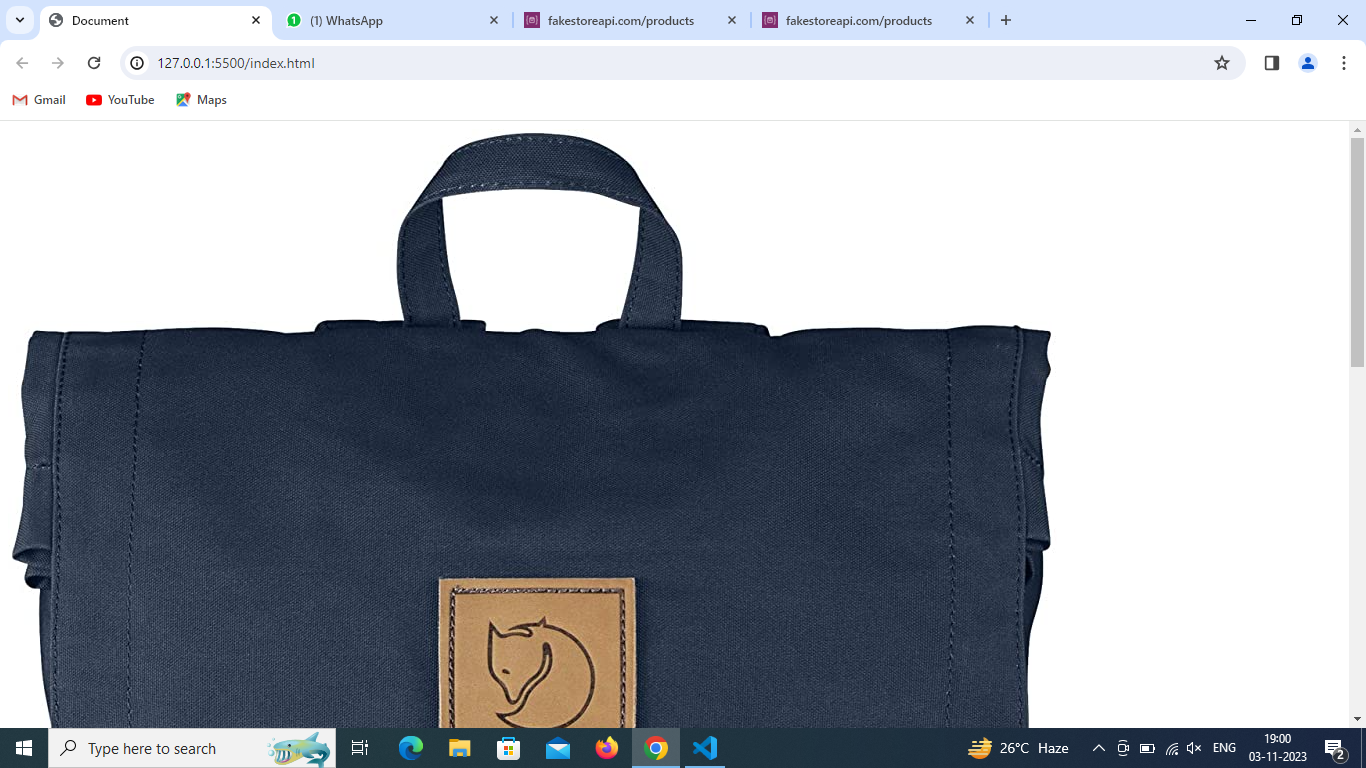 Document
(1) WhatsApp
fakestoreapi.com/products
fakestoreapi.com/products
127.0.0.1:5500/index.html
Gmail
YouTube
Maps
Type here to search
26°C Haze
ENG
19:00
03-11-2023
2